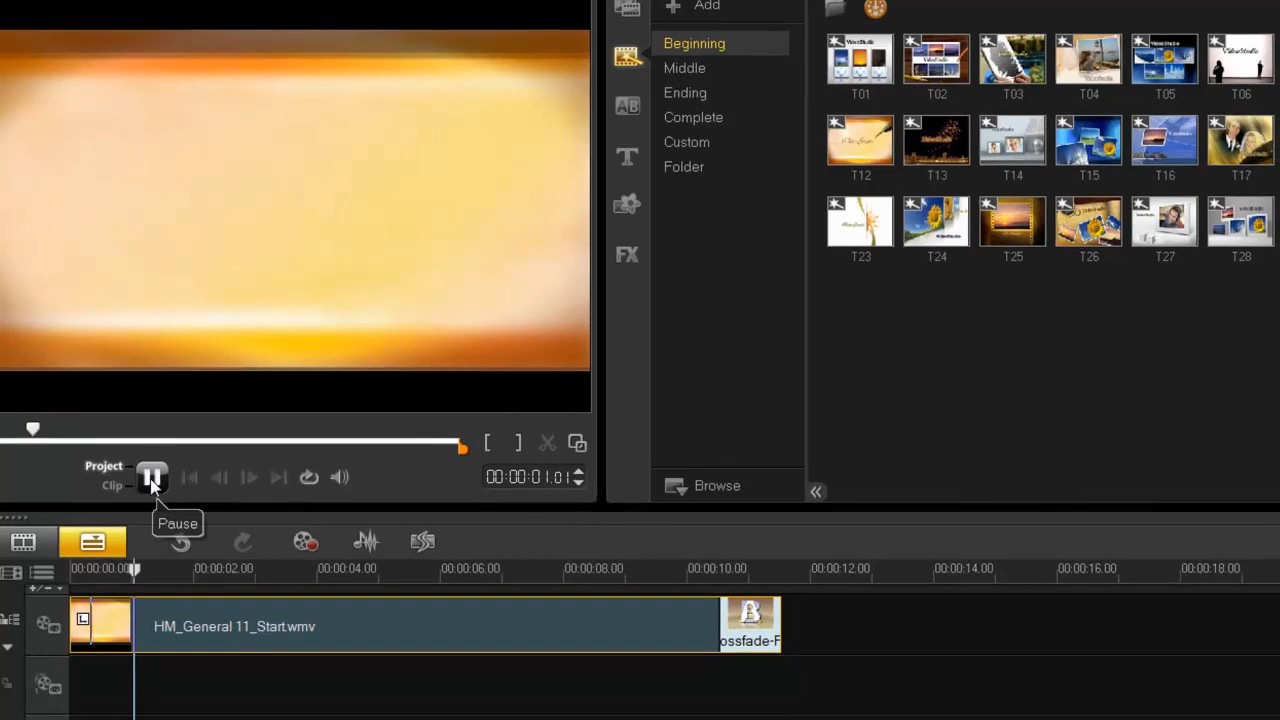 Add
Beginning
Middle
Ending
Complete
Custom
Folder
T01 T02 T03 T04 T05 T06
T12 T13 T14 T15 T16 T17
T23 T24 T25 T26 T27 T28
Project
Clip
00:00:01.01
Browse
Pause
00:00:00.00 00:00:02.00 00:00:04.00 00:00:06.00 00:00:08.00 00:00:10.00 00:00:12.00 00:00:14.00 00:00:16.00 00:00:18.00
HM_General 11_Start.wmv
ossfade-F